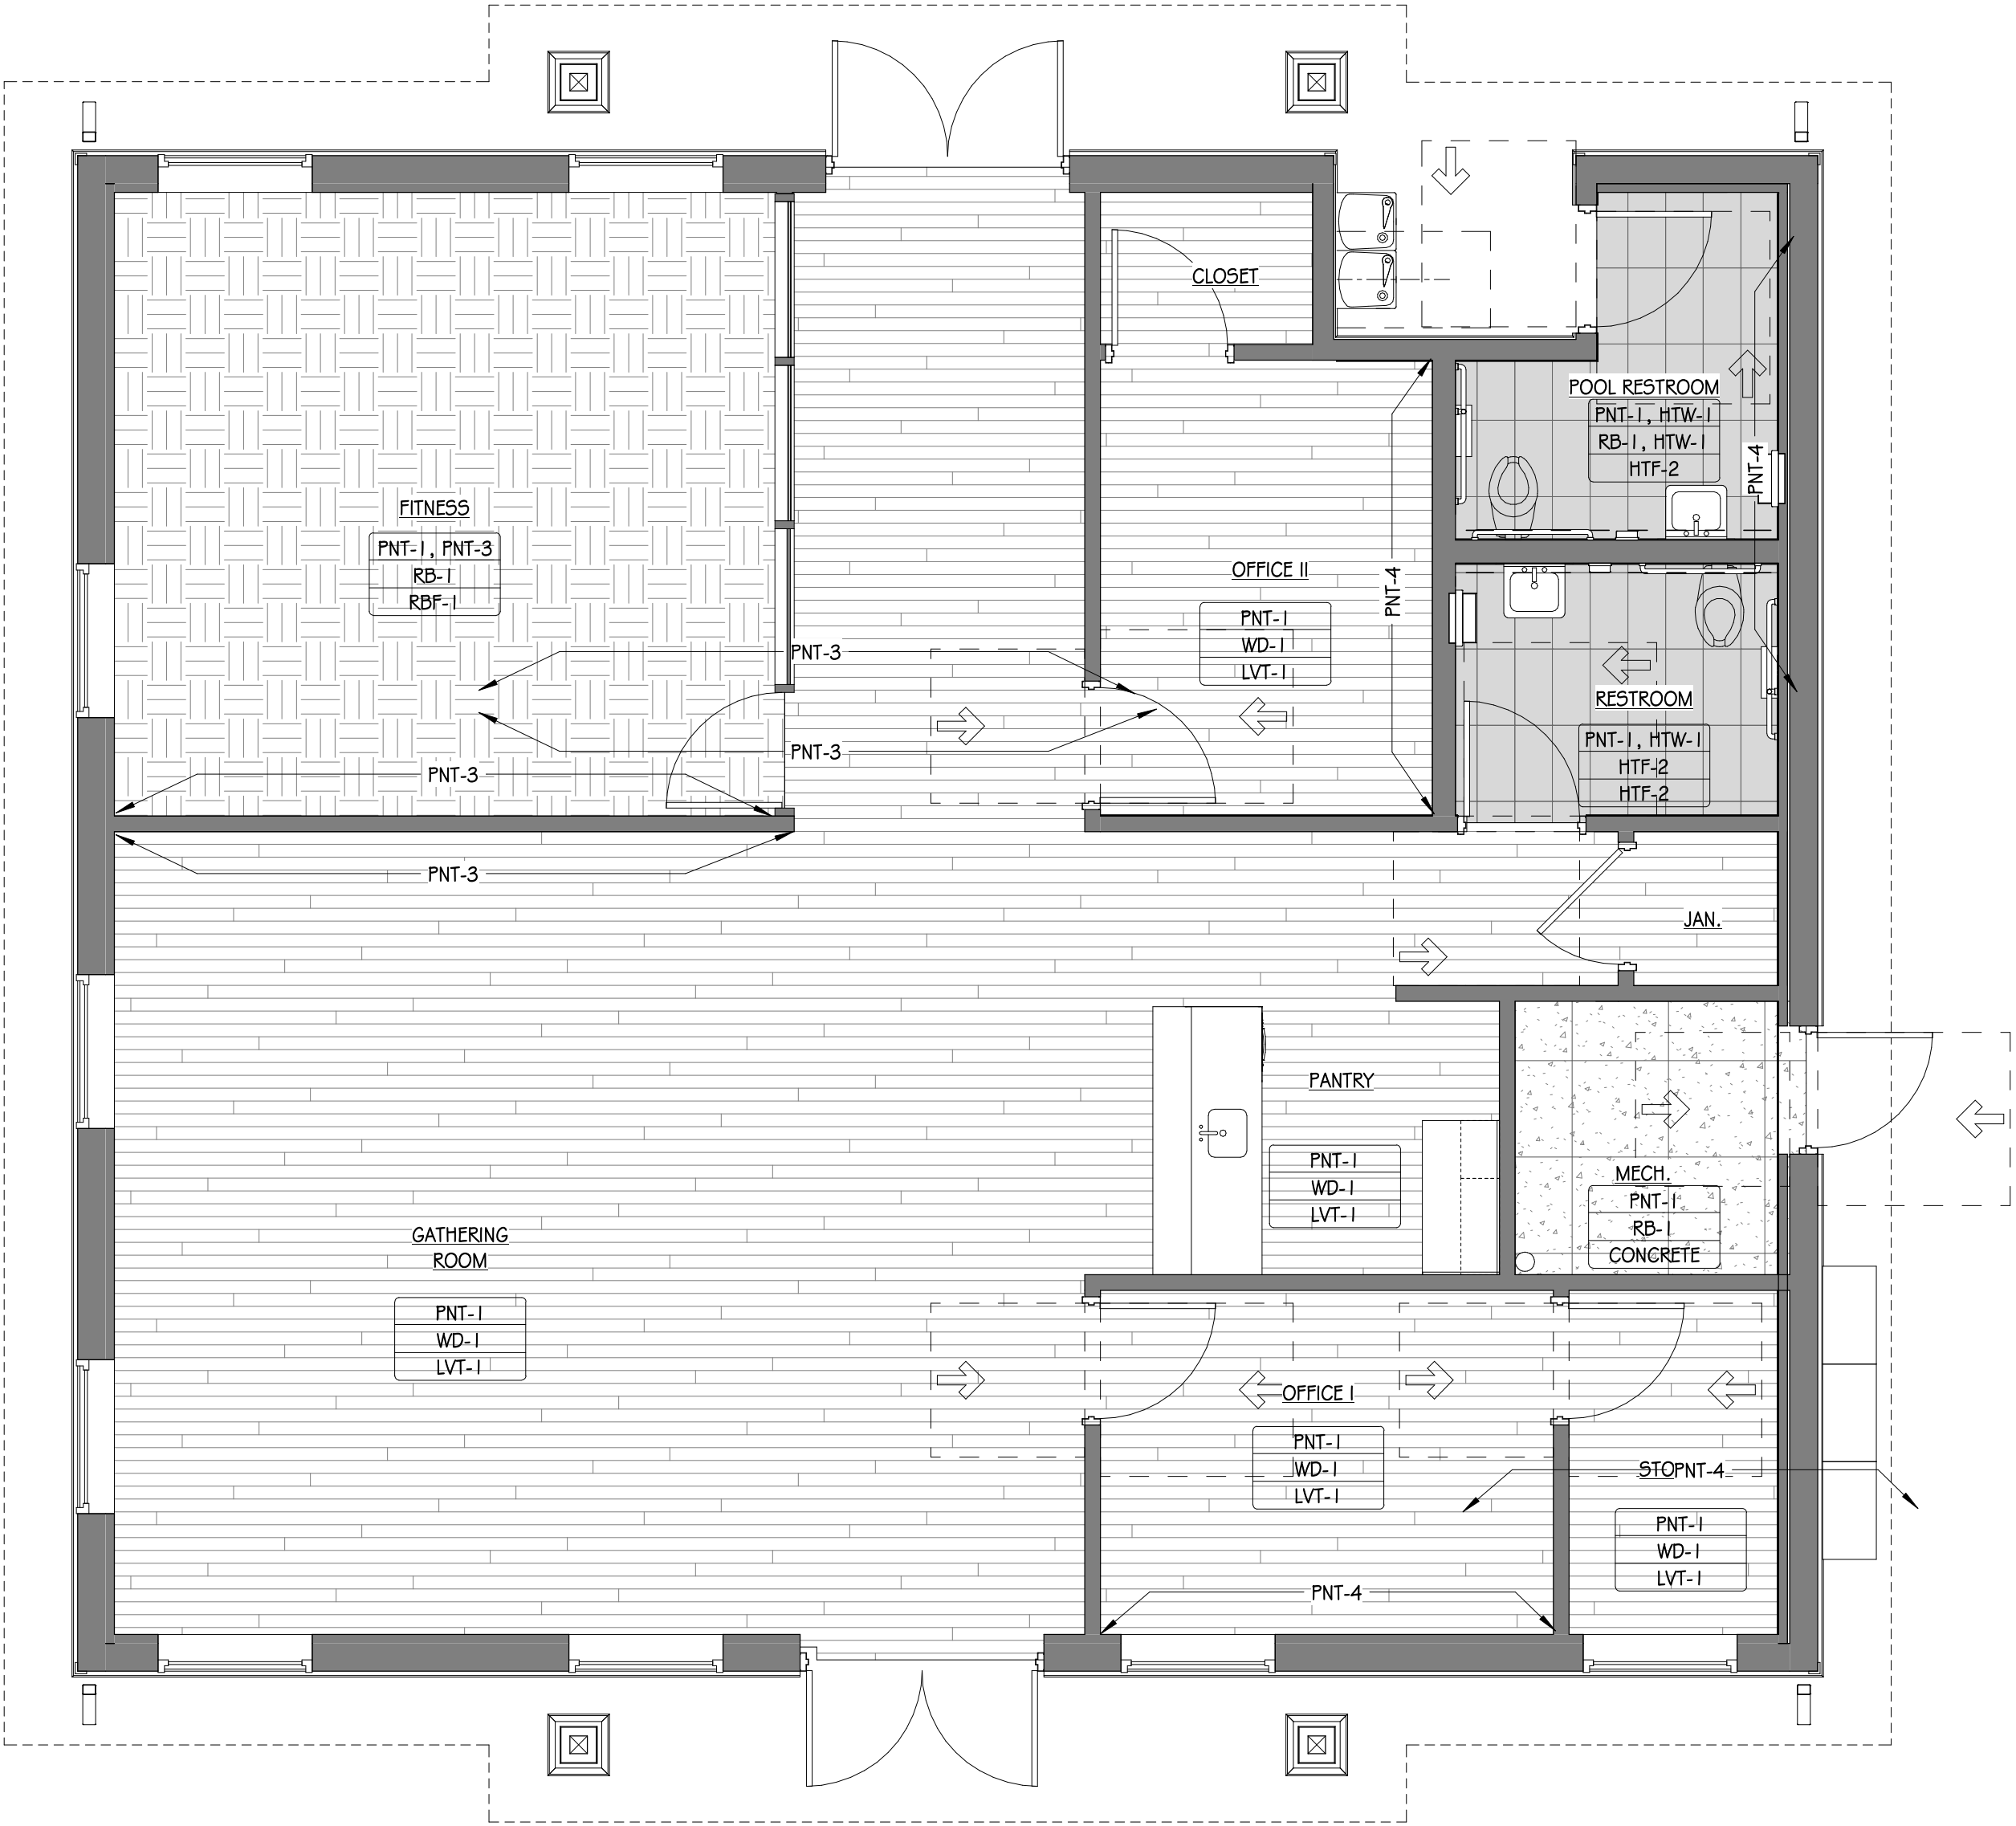 CLOSET
POOL RESTROOM
PNT-1, HTW-1
RB-1, HTW-1
HTF-2
PNT-4
FITNESS
PNT-1, PNT-3
RB-1
RBF-1
OFFICE II
PNT-1
WD-1
LVT-1
PNT-4
PNT-3
PNT-3
PNT-3
PNT-3
RESTROOM
PNT-1, HTW-1
HTF-2
HTF-2
JAN.
PANTRY
PNT-1
WD-1
LVT-1
MECH.
PNT-1
RB-1
CONCRETE
GATHERING
ROOM
PNT-1
WD-1
LVT-1
OFFICE I
PNT-1
WD-1
LVT-1
STO
PNT-4
PNT-1
WD-1
LVT-1
PNT-4